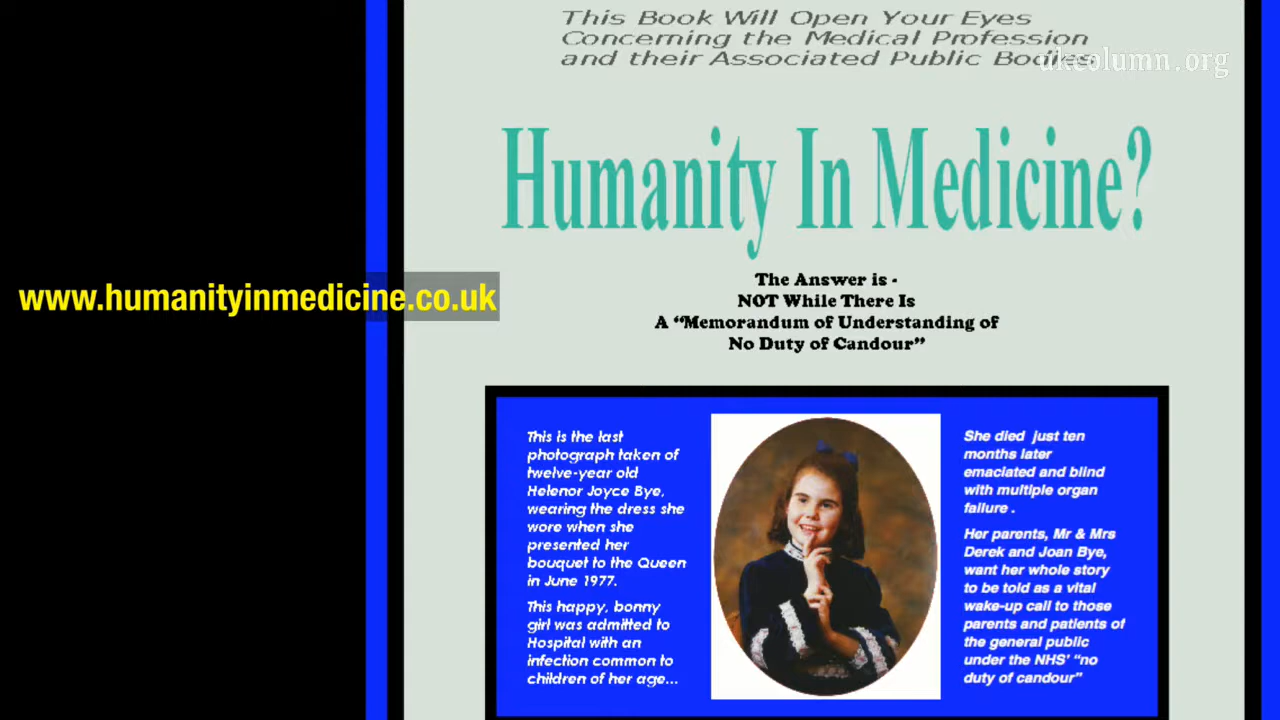 This Book Will Open Your Eyes
Concerning the Medical Profession
and their Associated Public Bodies
ukcolumn.org
Humanity In Medicine?
www.humanityinmedicine.co.uk
The Answer is -
NOT While There Is
A “Memorandum of Understanding of
No Duty of Candour”
This is the last
photograph taken of
twelve-year old
Helenor Joyce Bye,
wearing the dress she
wore when she
presented her
bouquet to the Queen
in June 1977.
This happy, bonny
girl was admitted to
Hospital with an
infection common to
children of her age...
She died just ten
months later
emaciated and blind
with multiple organ
failure .
Her parents, Mr & Mrs
Derek and Joan Bye,
want her whole story
to be told as a vital
wake-up call to those
parents and patients of
the general public
under the NHS’ “no
duty of candour”